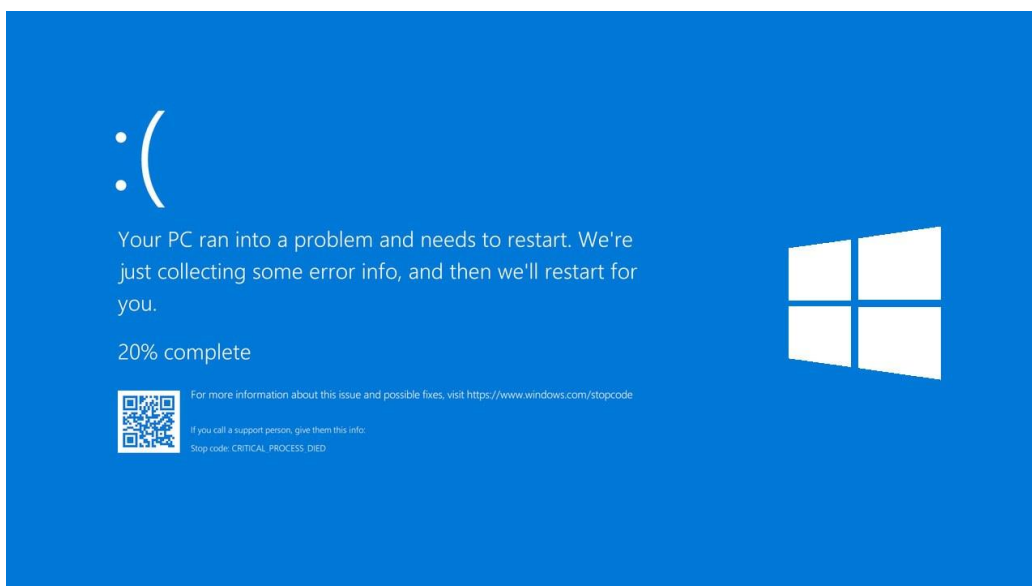 :(
Your PC ran into a problem and needs to restart. We're
just collecting some error info, and then we'll restart for
you.
20% complete
For more information about this issue and possible fixes, visit https://www.windows.com/stopcode
If you call a support person, give them this info:
Stop code: CRITICAL_PROCESS_DIED